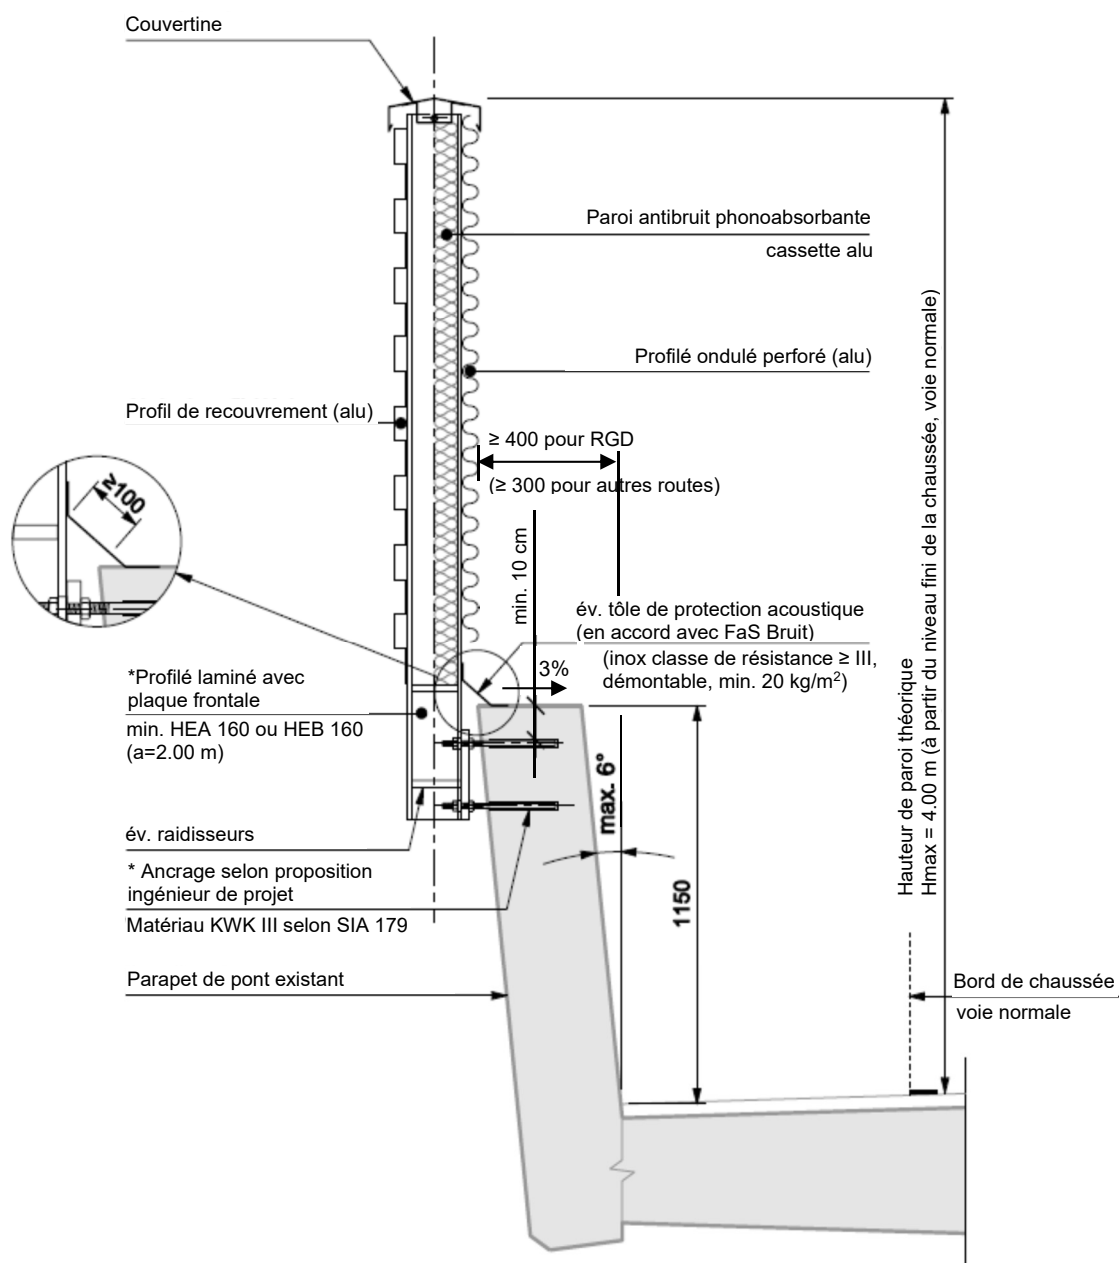 Couvertine
Paroi antibruit phonoabsorbante
cassette alu
Profilé ondulé perforé (alu)
Profil de recouvrement (alu)
≥ 400 pour RGD
(≥ 300 pour autres routes)
≥100
min. 10 cm
év. tôle de protection acoustique
(en accord avec FaS Bruit)
(inox classe de résistance ≥ III,
démontable, min. 20 kg/m²)
3%
*Profilé laminé avec
plaque frontale
min. HEA 160 ou HEB 160
(a=2.00 m)
max. 6°
év. raidisseurs
* Ancrage selon proposition
ingénieur de projet
Matériau KWK III selon SIA 179
1150
Hauteur de paroi théorique
Hmax = 4.00 m (à partir du niveau fini de la chaussée, voie normale)
Parapet de pont existant
Bord de chaussée
voie normale